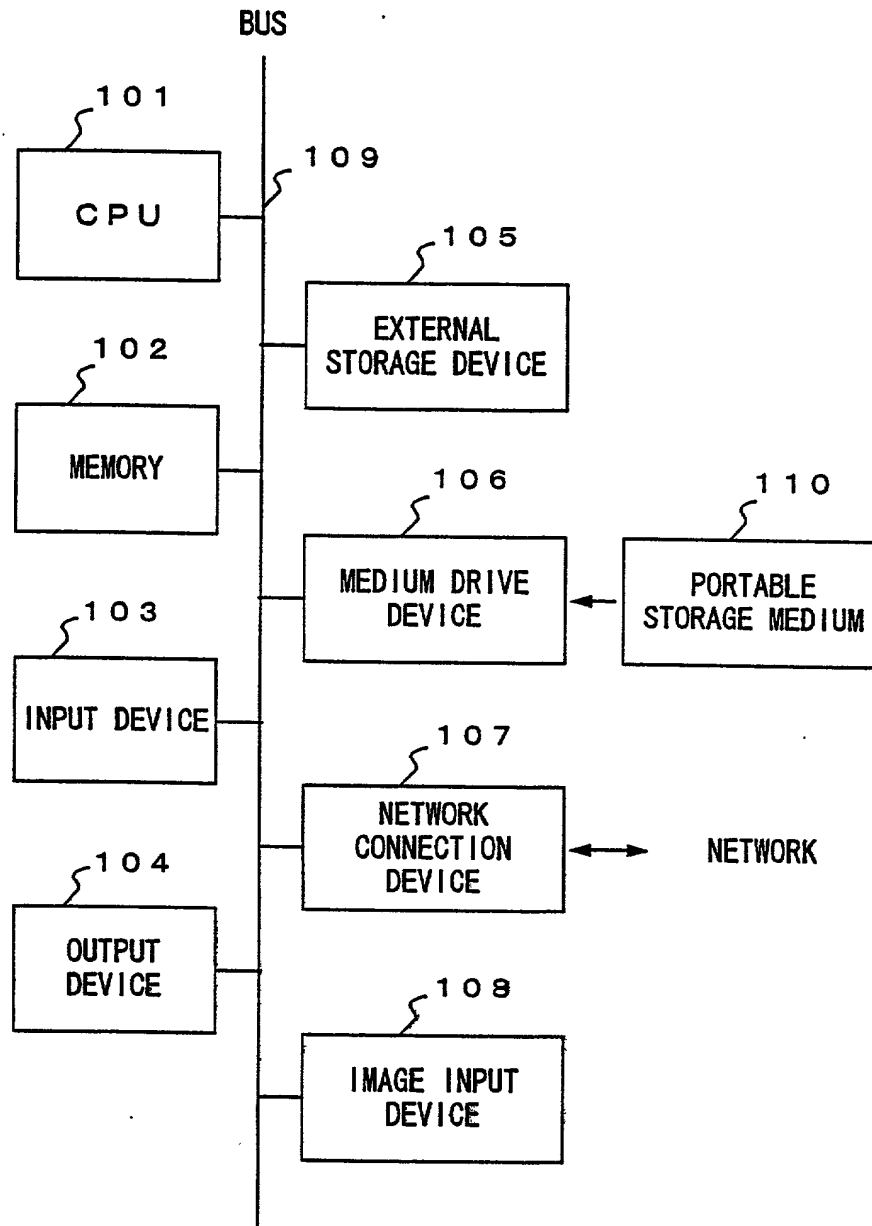 BUS
101
CPU
109
105
EXTERNAL
STORAGE DEVICE
102
MEMORY
106
MEDIUM DRIVE
DEVICE
110
PORTABLE
STORAGE MEDIUM
103
INPUT DEVICE
107
NETWORK
CONNECTION
DEVICE
NETWORK
104
OUTPUT
DEVICE
108
IMAGE INPUT
DEVICE